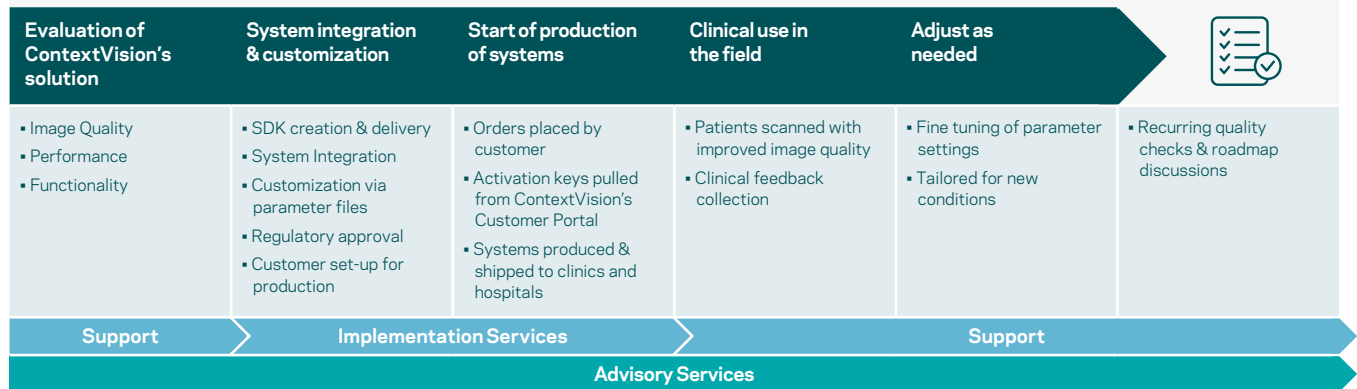 Evaluation of
ContextVision's
solution
System integration
& customization
Start of production
of systems
Clinical use in
the field
Adjust as
needed
▪ Image Quality
▪ Performance
▪ Functionality
▪ SDK creation & delivery
▪ System Integration
▪ Customization via
parameter files
▪ Regulatory approval
▪ Customer set-up for
production
▪ Orders placed by
customer
▪ Activation keys pulled
from ContextVision's
Customer Portal
▪ Systems produced &
shipped to clinics and
hospitals
▪ Patients scanned with
improved image quality
▪ Clinical feedback
collection
▪ Fine tuning of parameter
settings
▪ Tailored for new
conditions
▪ Recurring quality
checks & roadmap
discussions
Support
Implementation Services
Support
Advisory Services